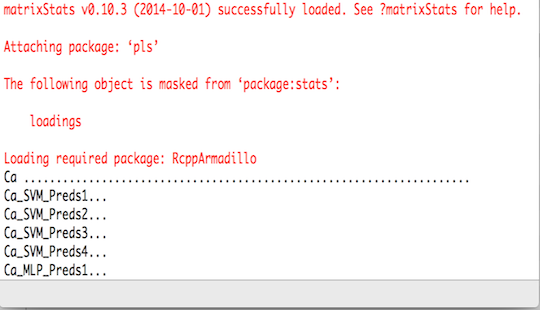 matrixStats v0.10.3 (2014-10-01) successfully loaded. See ?matrixStats for help.
Attaching package: ‘pls’
The following object is masked from ‘package:stats’:
loadings
Loading required package: RcppArmadillo
Ca ....................................................................
Ca_SVM_Preds1...
Ca_SVM_Preds2...
Ca_SVM_Preds3...
Ca_SVM_Preds4...
Ca_MLP_Preds1...